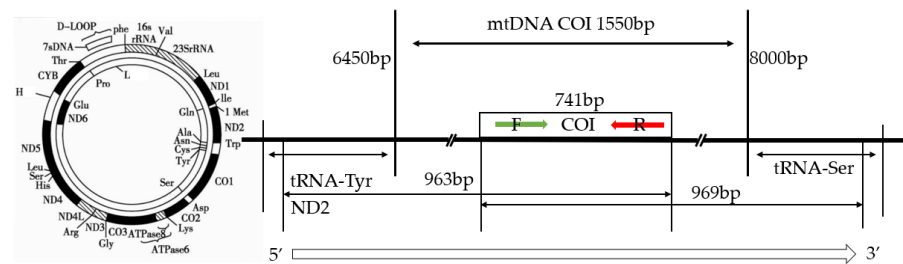 D-LOOP
phe
16s
rRNA
Val
23SrRNA
7sDNA
Thr
CYB
H
Pro
L
Glu
ND6
ND5
Leu
Ser
His
ND4
ND4L
Arg
ND3
Gly
CO3
ATPase8
ATPase6
Lys
CO2
Asp
Ser
CO1
Trp
ND2
1 Met
Ile
ND1
Leu
Gln
Ala
Asn
Cys
Tyr
mtDNA COI 1550bp
6450bp
8000bp
741bp
F COI R
tRNA-Tyr
963bp
tRNA-Ser
ND2
969bp
5′ 3′